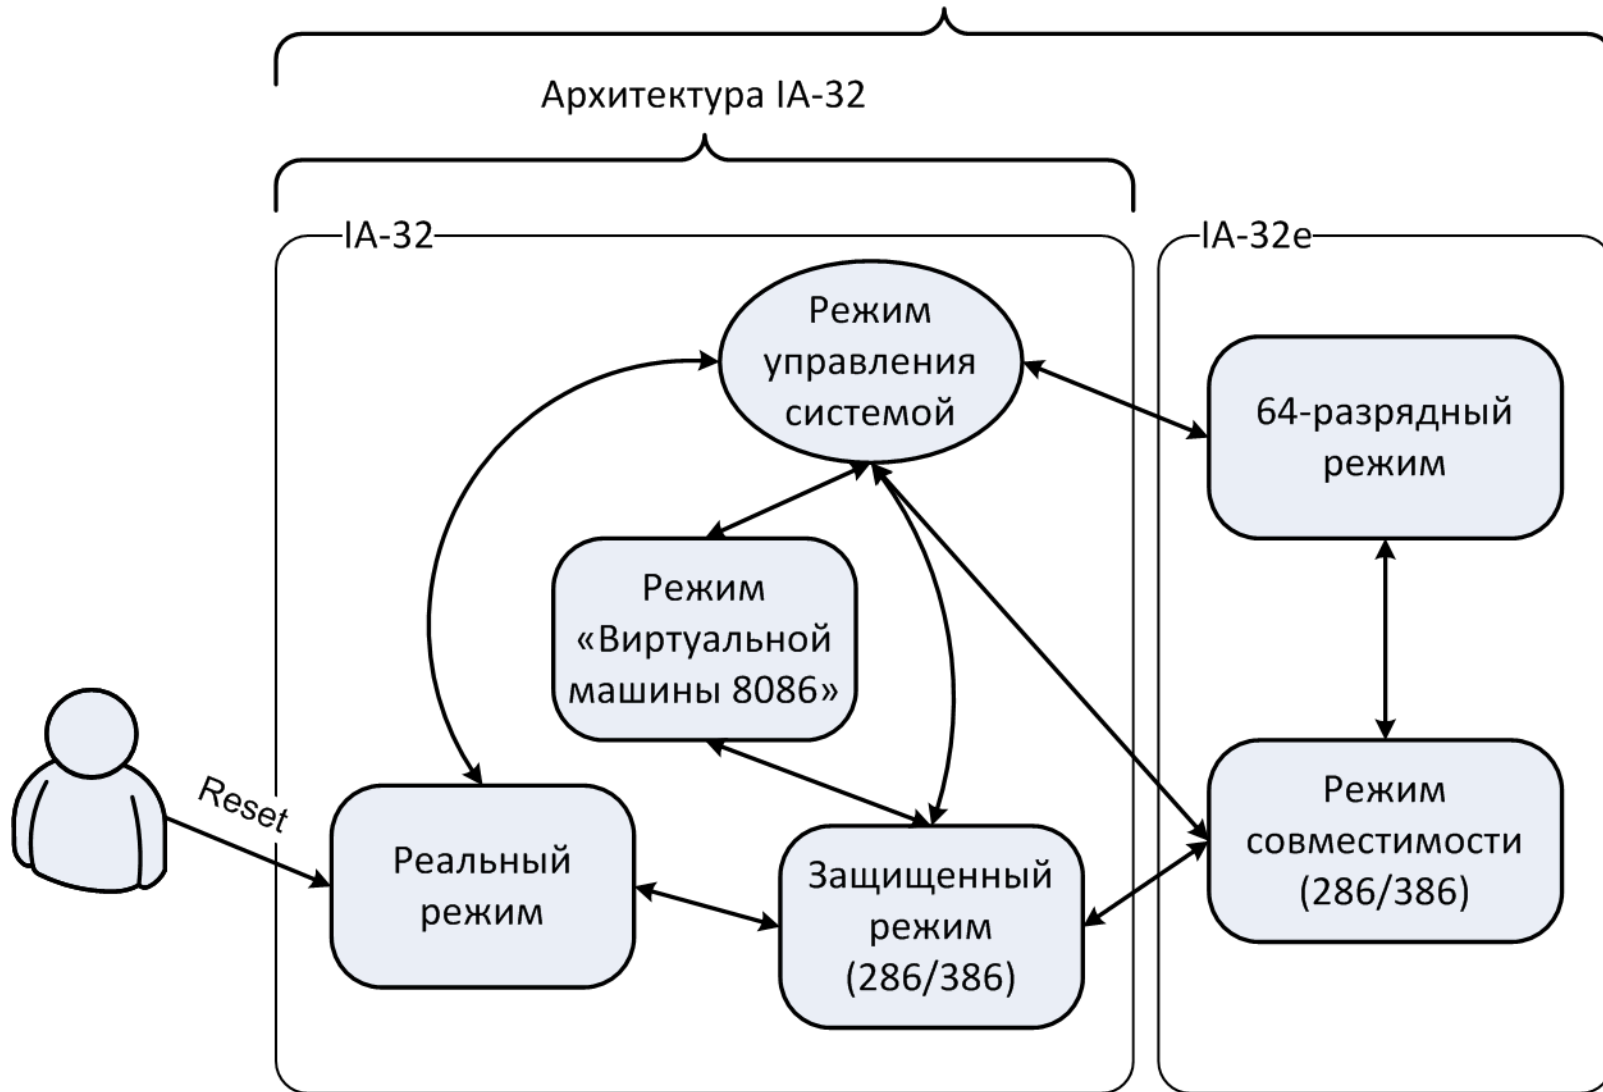 Архитектура IA-32
IA-32
IA-32e
Режим
управления
системой
64-разрядный
режим
Режим
«Виртуальной
машины 8086»
Reset
Реальный
режим
Защищенный
режим
(286/386)
Режим
совместимости
(286/386)